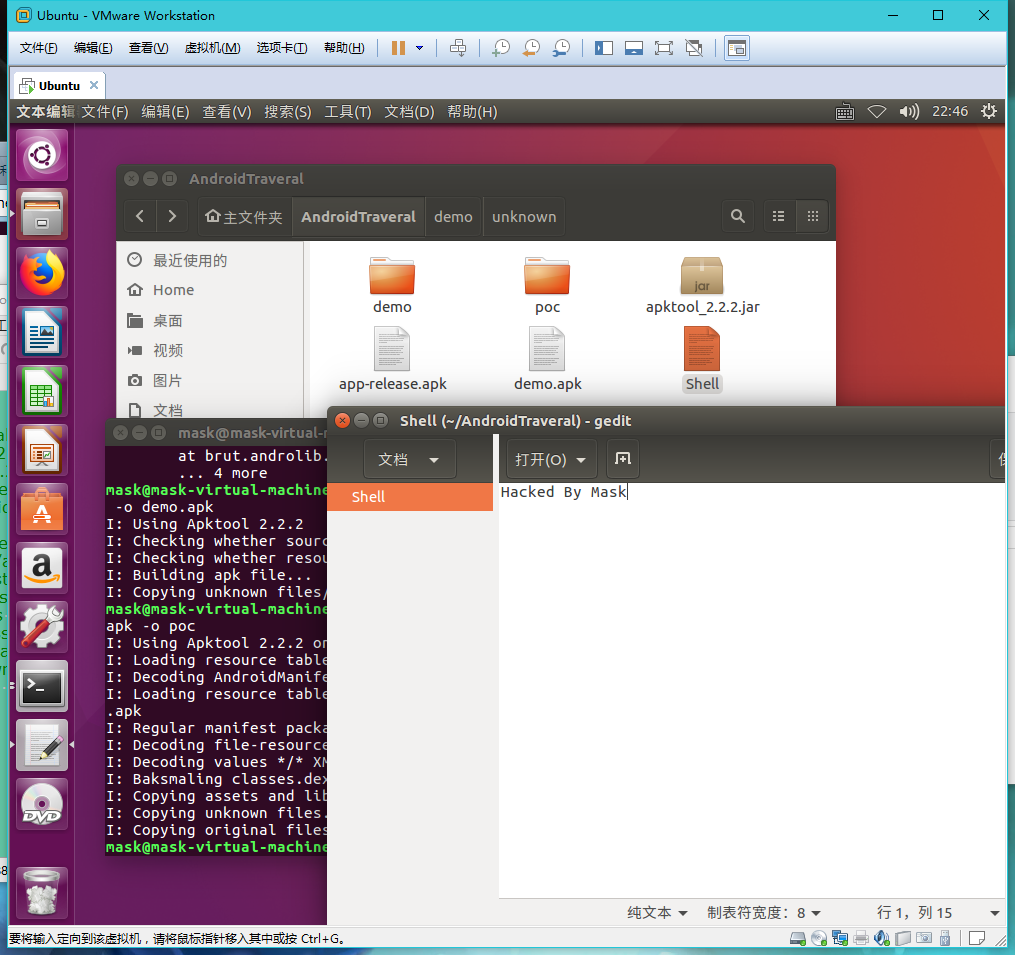 Ubuntu - VMware Workstation
文件(F) 编辑(E) 查看(V) 虚拟机(M) 选项卡(T) 帮助(H)
Ubuntu
文本编辑 文件(F) 编辑(E) 查看(V) 搜索(S) 工具(T) 文档(D) 帮助(H) 22:46
AndroidTraveral
主文件夹 AndroidTraveral demo unknown
最近使用的
Home
桌面
视频
图片
文档
demo poc apktool_2.2.2.jar
jar
app-release.apk demo.apk Shell
mask@mask-virtual-
at brut.androlib.
... 4 more
mask@mask-virtual-machine
-o demo.apk
I: Using Apktool 2.2.2
I: Checking whether sourc
I: Checking whether resou
I: Building apk file...
I: Copying unknown files/
mask@mask-virtual-machine
apk -o poc
I: Using Apktool 2.2.2 on
I: Loading resource table
I: Decoding AndroidManife
I: Loading resource table
.apk
I: Regular manifest packa
I: Decoding file-resource
I: Decoding values */* XM
I: Baksmaling classes.dex
I: Copying assets and lib
I: Copying unknown files.
I: Copying original files
mask@mask-virtual-machine
Shell (~/AndroidTraveral) - gedit
文档 打开(O)
Shell
Hacked By Mask
纯文本 制表符宽度：8 行 1，列 15
DVD
要将输入定向到该虚拟机，请将鼠标指针移入其中或按 Ctrl+G。